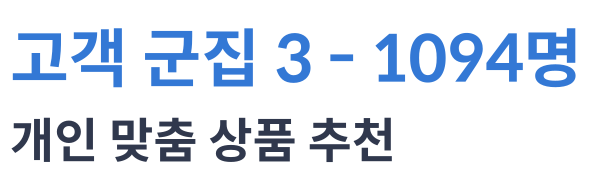 고객 군집 3 - 1094명
개인 맞춤 상품 추천